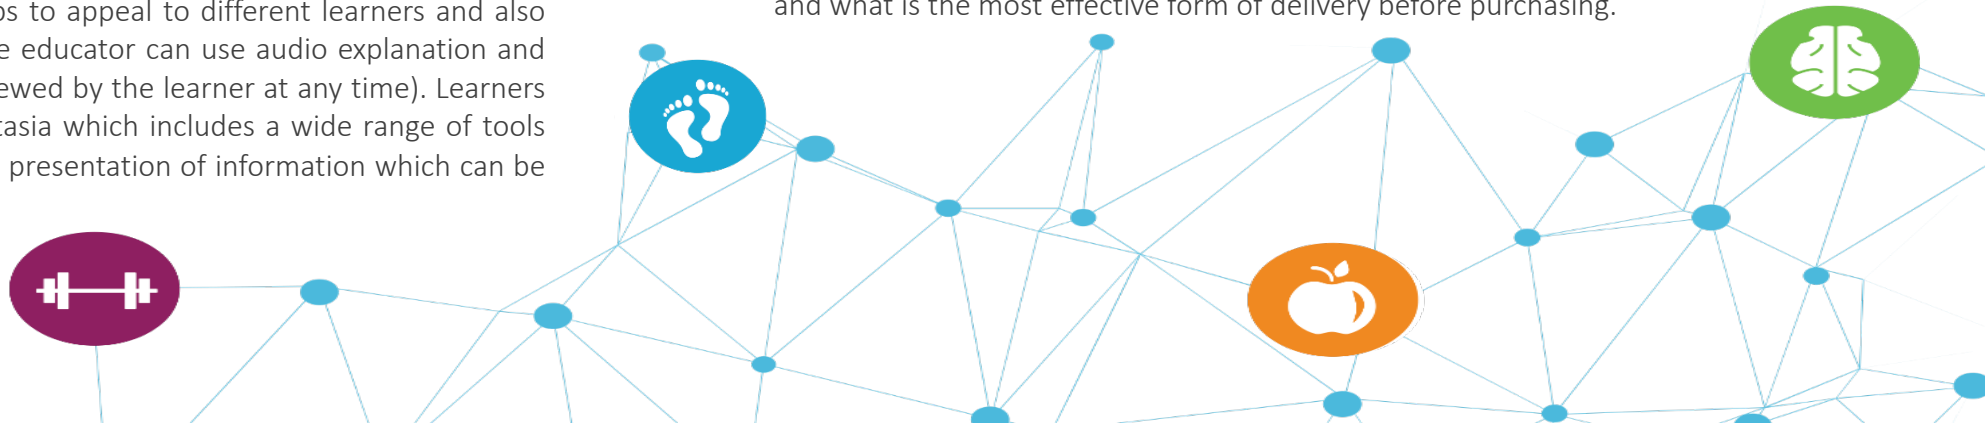 to appeal to different learners and also
educator can use audio explanation and
by the learner at any time). Learners
which includes a wide range of tools
presentation of information which can be
and what is the most effective form of delivery before purchasing.